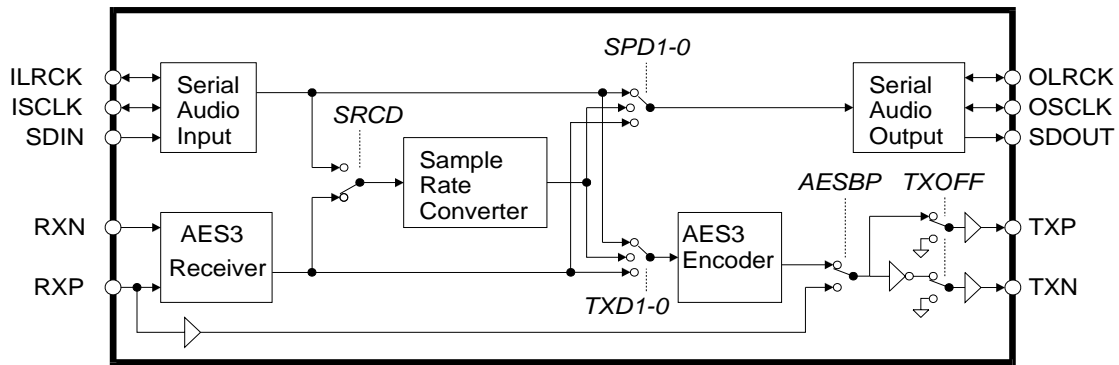 SPD1-0
ILRCK
ISCLK
SDIN
Serial
Audio
Input
SRCD
Sample
Rate
Converter
Serial
Audio
Output
OLRCK
OSCLK
SDOUT
AESBP
TXOFF
RXN
RXP
AES3
Receiver
AES3
Encoder
TXD1-0
TXP
TXN